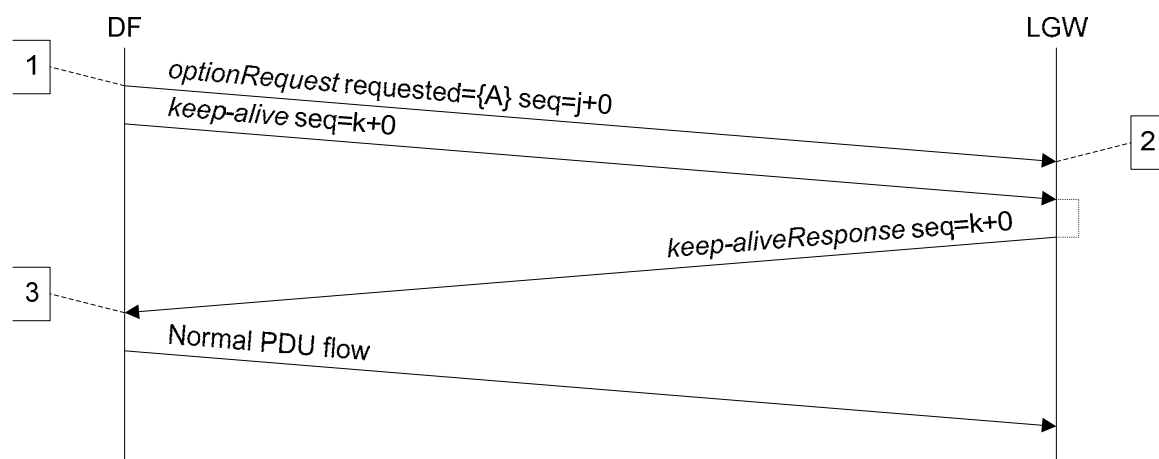 DF
LGW
1
optionRequest requested={A} seq=j+0
keep-alive seq=k+0
2
keep-aliveResponse seq=k+0
3
Normal PDU flow